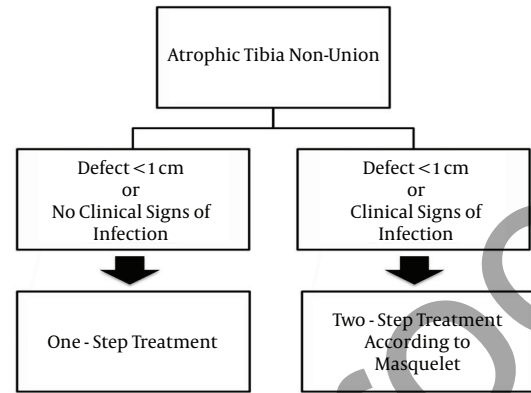 Atrophic Tibia Non-Union
Defect <1 cm
or
No Clinical Signs of
Infection
Defect <1 cm
or
Clinical Signs of
Infection
One - Step Treatment
Two - Step Treatment
According to
Masquelet